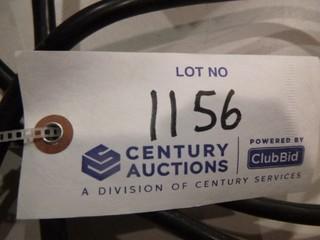 LOT NO
1156
CENTURY AUCTIONS
POWERED BY
ClubBid
A DIVISION OF CENTURY SERVICES